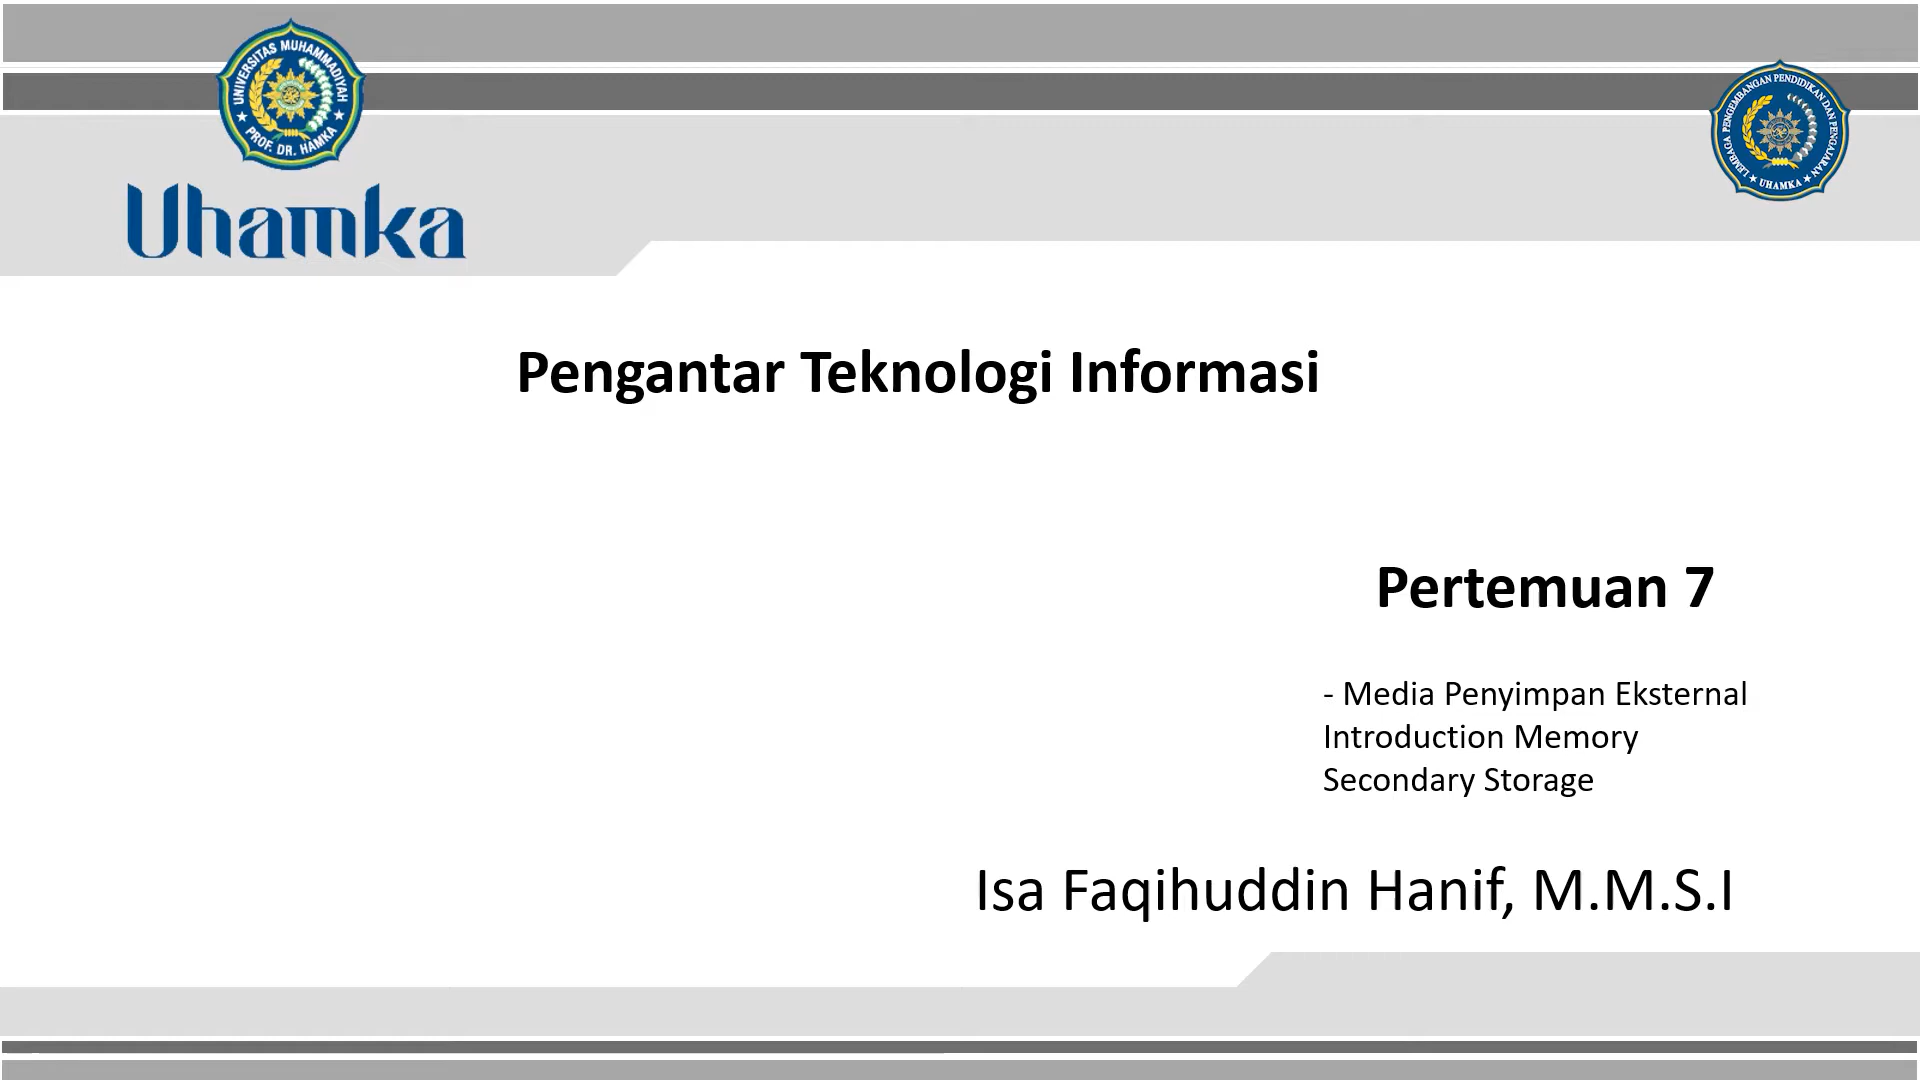 UNIVERSITAS MUHAMMADIYAH
★ PROF. DR. HAMKA ★
Uhamka
LEMBAGA PENGEMBANGAN PENDIDIKAN DAN PENGAJARAN
★ UHAMKA ★
Pengantar Teknologi Informasi
Pertemuan 7
- Media Penyimpan Eksternal
Introduction Memory
Secondary Storage
Isa Faqihuddin Hanif, M.M.S.I